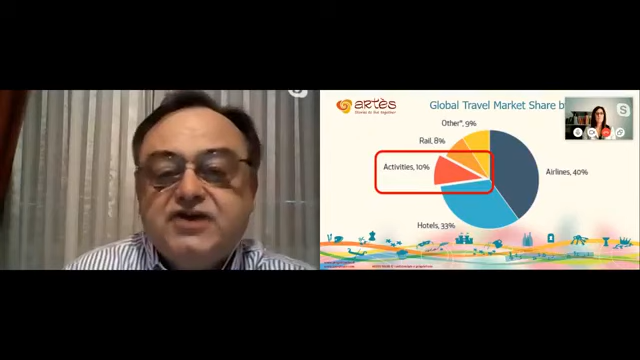 artès
Stories to live together!
Global Travel Market Share b
Other*, 9%
Rail, 8%
Activities, 10%
Airlines, 40%
Hotels, 33%